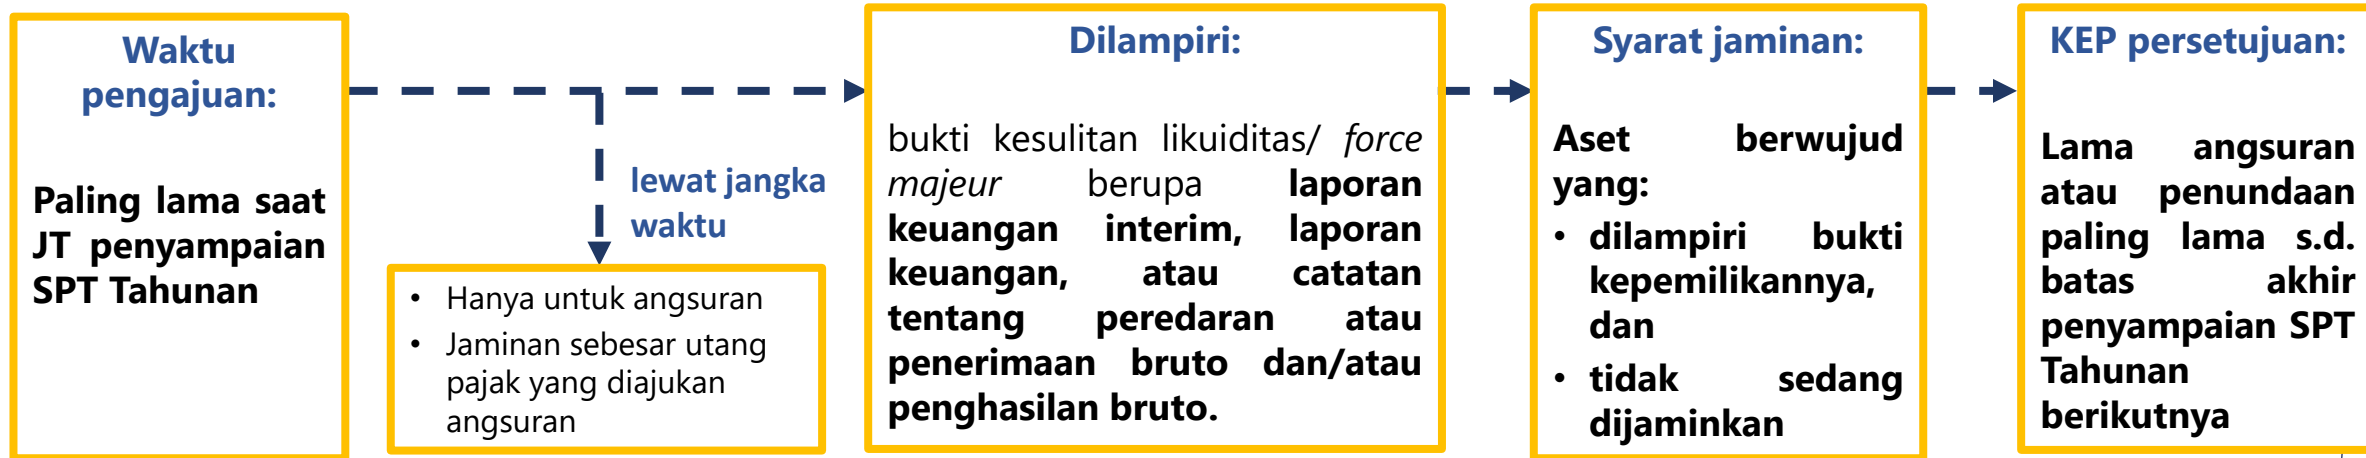 Waktu
pengajuan:
Paling lama saat
JT penyampaian
SPT Tahunan
lewat jangka
waktu
• Hanya untuk angsuran
• Jaminan sebesar utang
pajak yang diajukan
angsuran
Dilampiri:
bukti kesulitan likuiditas/ force
majeur berupa laporan
keuangan interim, laporan
keuangan, atau catatan
tentang peredaran atau
penerimaan bruto dan/atau
penghasilan bruto.
Syarat jaminan:
Aset berwujud
yang:
• dilampiri bukti
kepemilikannya,
dan
• tidak sedang
dijaminkan
KEP persetujuan:
Lama angsuran
atau penundaan
paling lama s.d.
batas akhir
penyampaian SPT
Tahunan
berikutnya